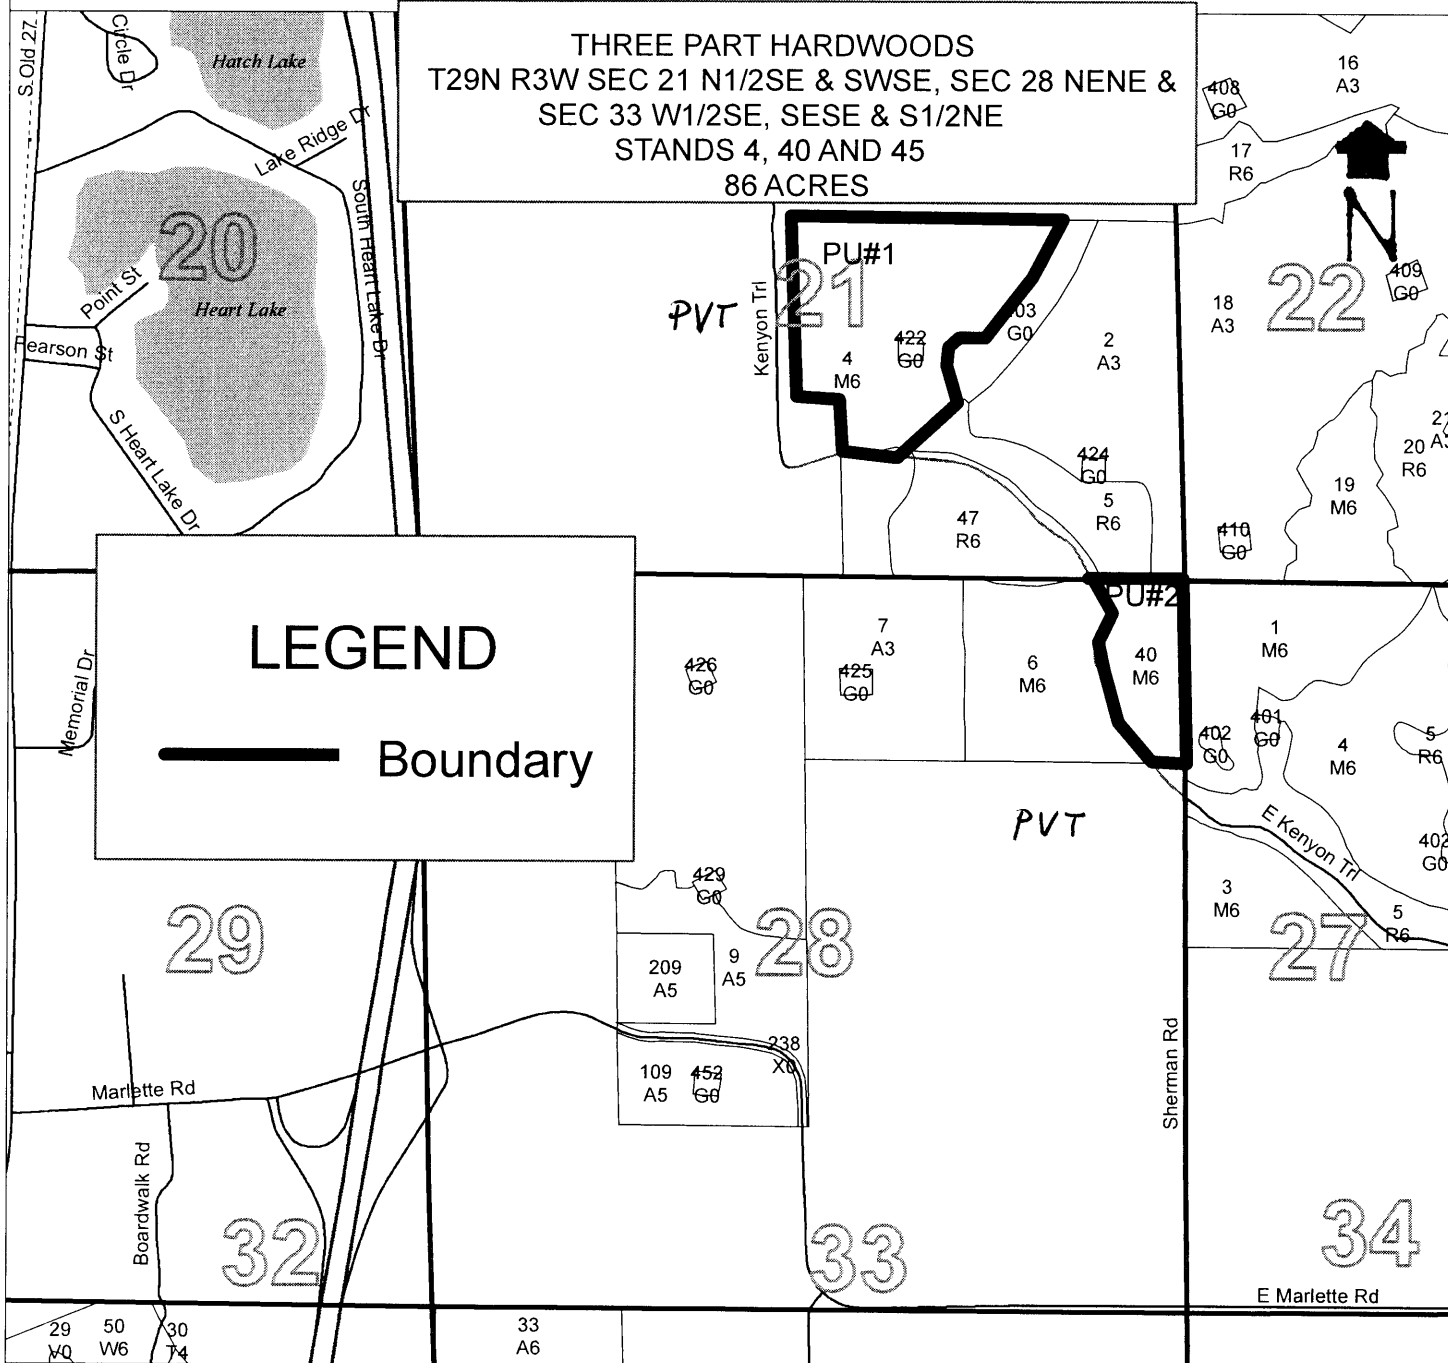 THREE PART HARDWOODS
T29N R3W SEC 21 N1/2SE & SWSE, SEC 28 NENE &
SEC 33 W1/2SE, SESE & S1/2NE
STANDS 4, 40 AND 45
86 ACRES
S Old 27
Circle Dr
Hatch Lake
Lake Ridge Dr
South Heart Lake Dr
20
Point St
Heart Lake
Pearson St
S Heart Lake Dr
16
A3
408
G0
17
R6
N
PU#1
21
PVT
Kenyon Trl
422
G0
4
M6
03
G0
2
A3
18
A3
22
409
G0
424
G0
5
R6
47
R6
19
M6
20
R6
21
410
G0
LEGEND
Boundary
Memorial Dr
426
G0
7
A3
425
G0
6
M6
PU#2
40
M6
1
M6
402
G0
401
G0
4
M6
5
R6
PVT
E Kenyon Trl
402
G0
3
M6
5
R6
27
29
429
G0
28
209
A5
9
A5
238
X0
109
A5
452
G0
Sherman Rd
Marlette Rd
Boardwalk Rd
32
33
34
E Marlette Rd
29
V0
50
W6
30
T4
33
A6